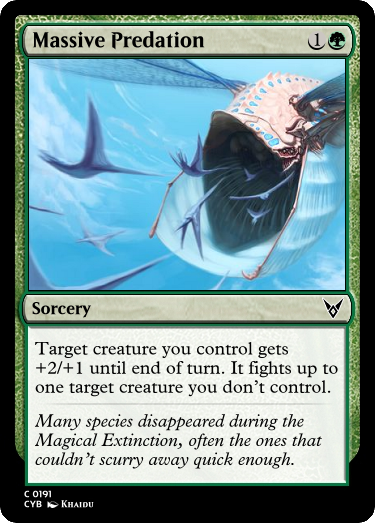 Massive Predation 1
Sorcery
Target creature you control gets
+2/+1 until end of turn. It fights up to
one target creature you don't control.
Many species disappeared during the
Magical Extinction, often the ones that
couldn't scurry away quick enough.
C 0191
CYB Khaidu